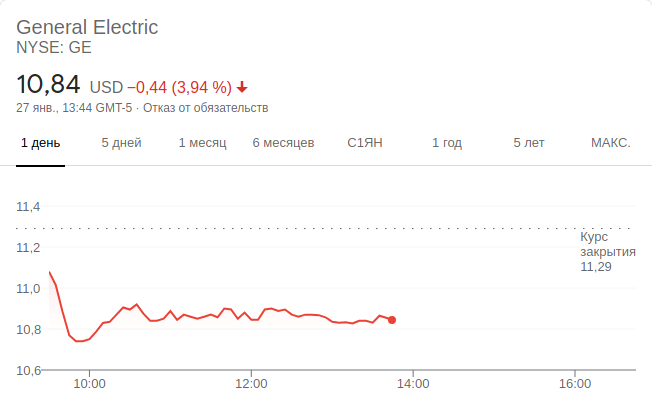 General Electric
NYSE: GE
10,84 USD −0,44 (3,94 %)
27 янв., 13:44 GMT-5 · Отказ от обязательств
1 день 5 дней 1 месяц 6 месяцев С1ЯН 1 год 5 лет МАКС.
11,4
Курс
11,2 закрытия
11,29
11,0
10,8
10,6
10:00 12:00 14:00 16:00